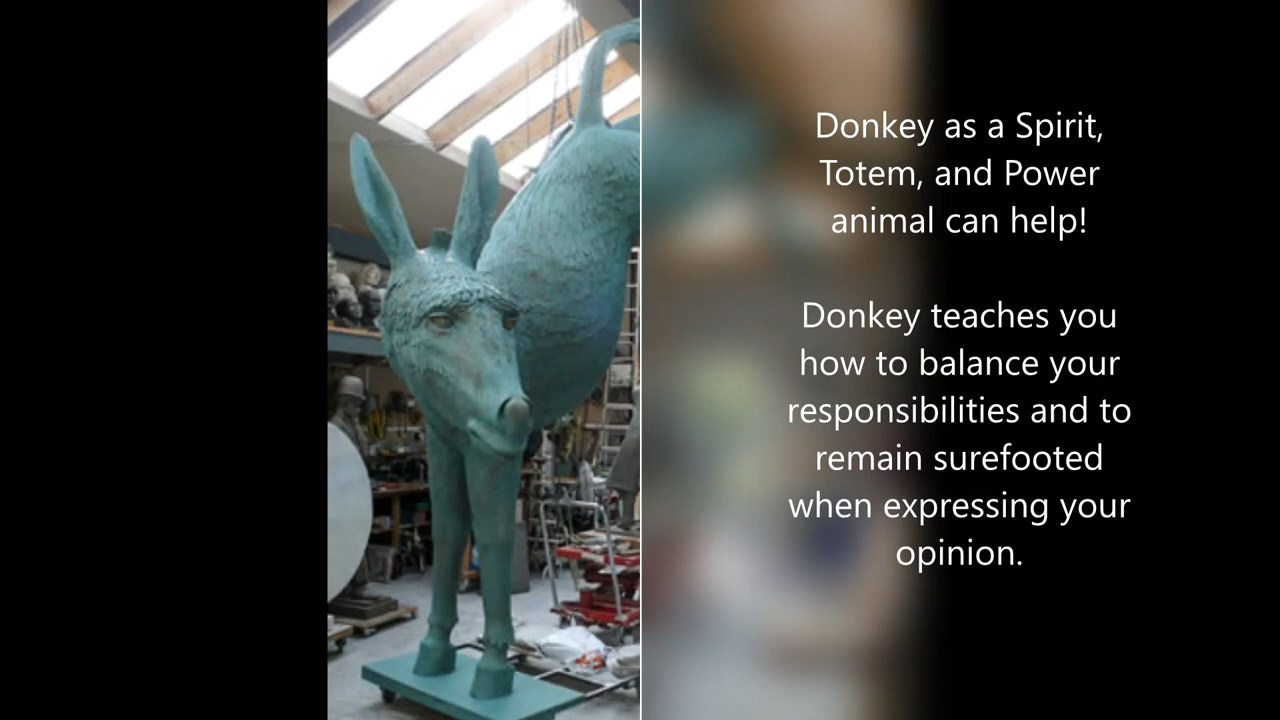 Donkey as a Spirit,
Totem, and Power
animal can help!
Donkey teaches you
how to balance your
responsibilities and to
remain surefooted
when expressing your
opinion.